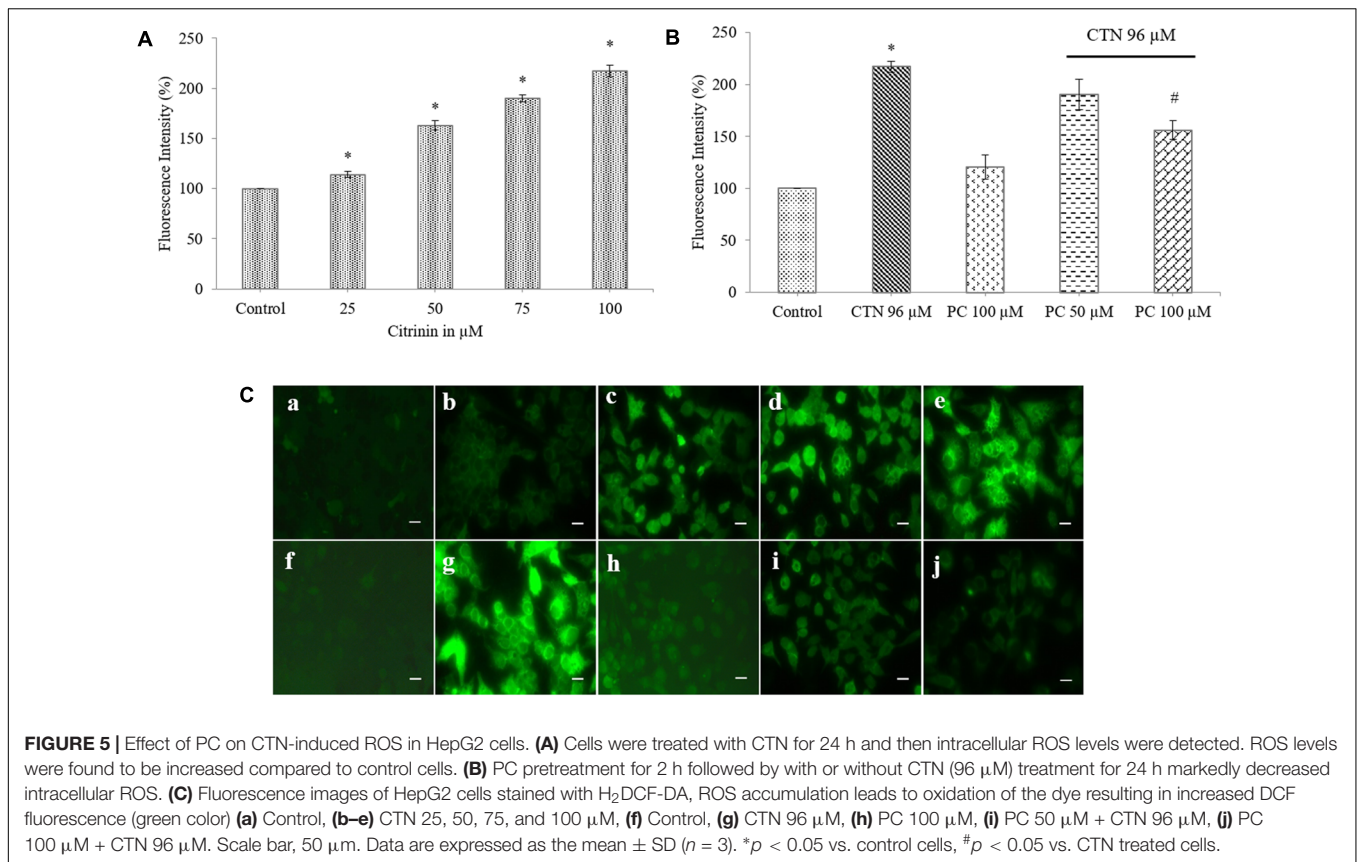 A
Fluorescence Intensity (%)
250
200
150
100
50
0
*
*
*
*
Control
25
50
75
100
Citrinin in µM
B
Fluorescence Intensity (%)
250
200
150
100
50
0
CTN 96 µM
*
#
Control
CTN 96 µM
PC 100 µM
PC 50 µM
PC 100 µM
C
a
b
c
d
e
f
g
h
i
j
FIGURE 5 | Effect of PC on CTN-induced ROS in HepG2 cells. (A) Cells were treated with CTN for 24 h and then intracellular ROS levels were detected. ROS levels
were found to be increased compared to control cells. (B) PC pretreatment for 2 h followed by with or without CTN (96 μM) treatment for 24 h markedly decreased
intracellular ROS. (C) Fluorescence images of HepG2 cells stained with H₂DCF-DA, ROS accumulation leads to oxidation of the dye resulting in increased DCF
fluorescence (green color) (a) Control, (b–e) CTN 25, 50, 75, and 100 μM, (f) Control, (g) CTN 96 μM, (h) PC 100 μM, (i) PC 50 μM + CTN 96 μM, (j) PC
100 μM + CTN 96 μM. Scale bar, 50 μm. Data are expressed as the mean ± SD (n = 3). *p < 0.05 vs. control cells, #p < 0.05 vs. CTN treated cells.